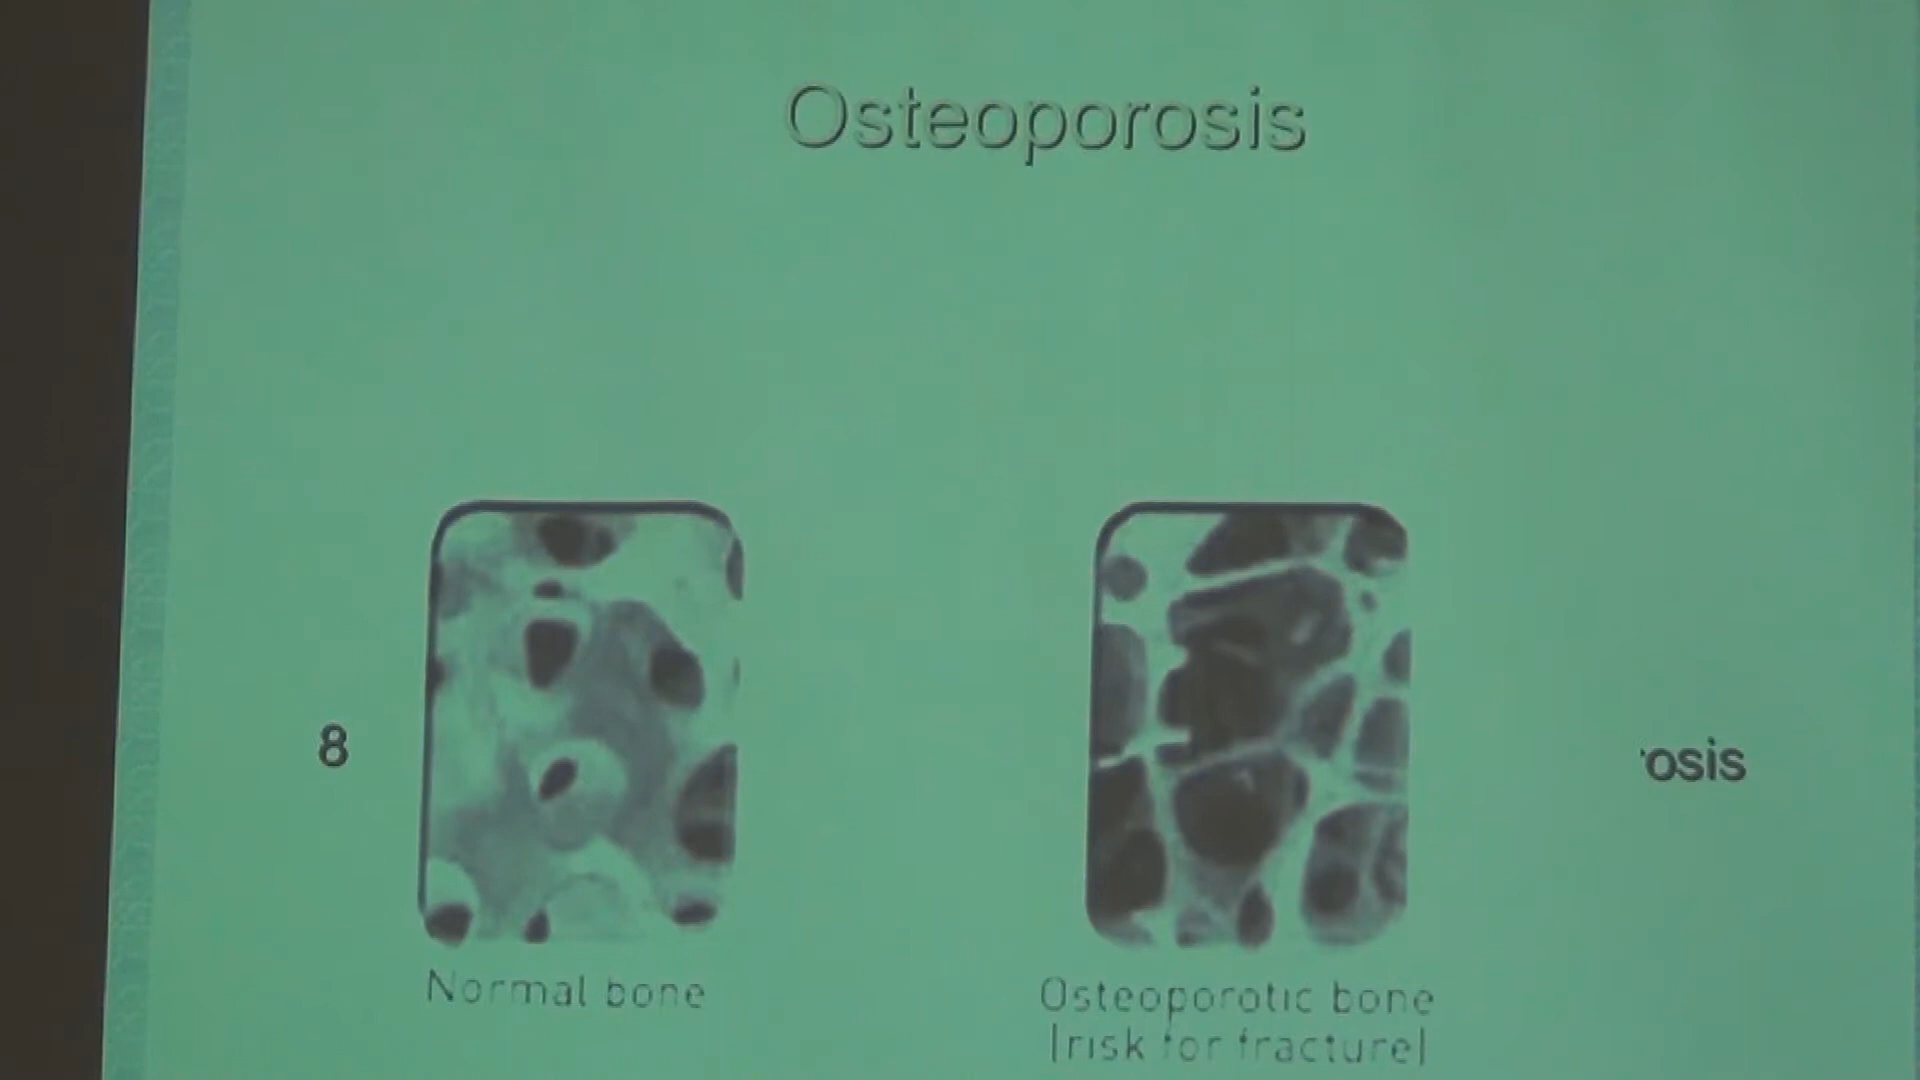 Osteoporosis
8
osis
Normal bone
Osteoporotic bone
[risk for fracture]